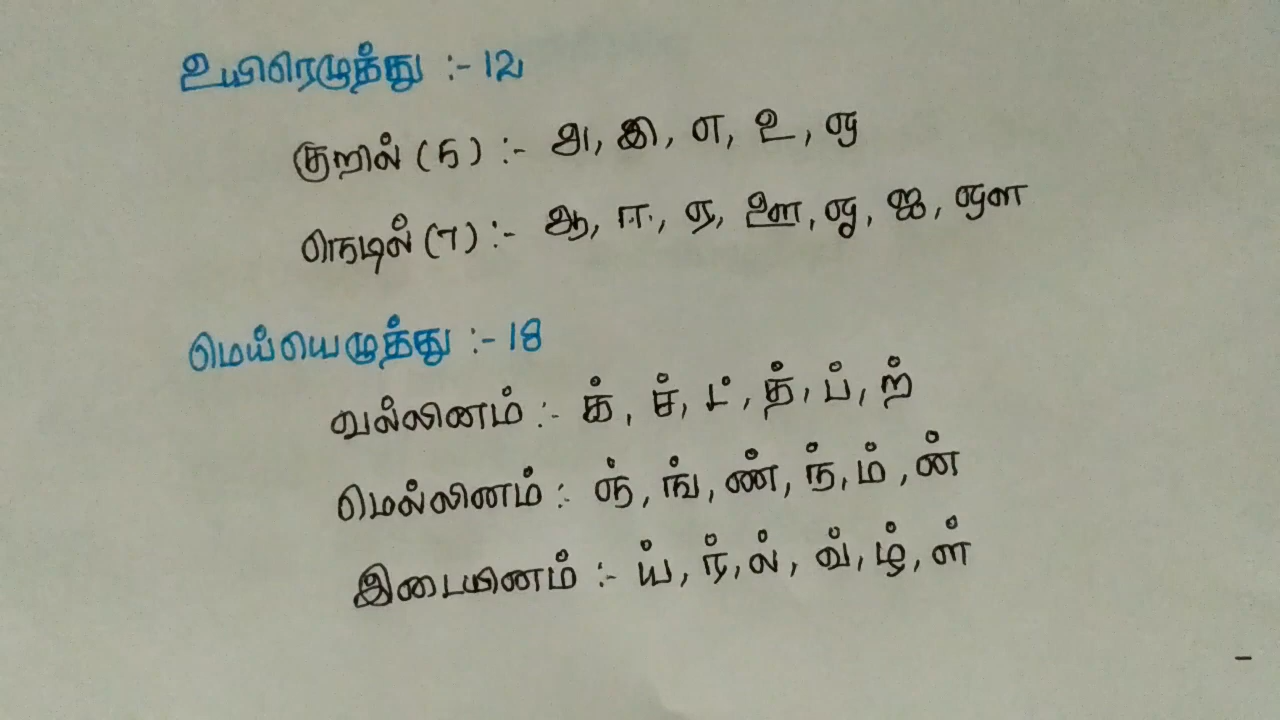 உயிரெழுத்து :- 12
குறில் (5) :- அ, இ, எ, உ, ஒ
நெடில் (7) :- ஆ, ஈ, ஏ, ஊ, ஓ, ஐ, ஔ
மெய்யெழுத்து :- 18
வல்லினம் :- க், ச், ட், த், ப், ற்
மெல்லினம் :- ஞ், ங், ண், ந், ம், ன்
இடையினம் :- ய், ர், ல், வ், ழ், ள்